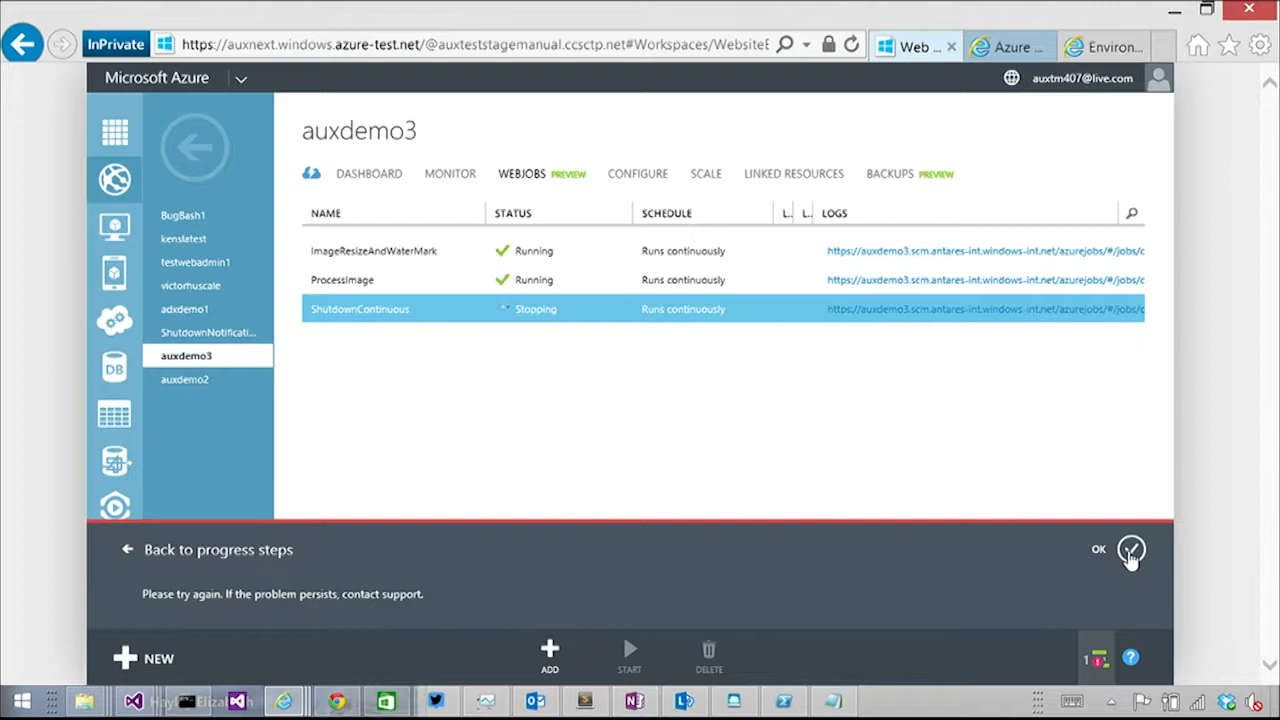 InPrivate
https://auxnext.windows.azure-test.net/@auxteststagemanual.ccsctp.net#Workspaces/WebsiteE
Web ...
Azure ...
Environ...
Microsoft Azure
auxtm407@live.com
auxdemo3
DASHBOARD MONITOR WEBJOBS PREVIEW CONFIGURE SCALE LINKED RESOURCES BACKUPS PREVIEW
NAME STATUS SCHEDULE L.. L.. LOGS
ImageResizeAndWaterMark Running Runs continuously https://auxdemo3.scm.antares-int.windows-int.net/azurejobs/#/jobs/c
ProcessImage Running Runs continuously https://auxdemo3.scm.antares-int.windows-int.net/azurejobs/#/jobs/c
ShutdownContinuous Stopping Runs continuously https://auxdemo3.scm.antares-int.windows-int.net/azurejobs/#/jobs/c
BugBash1
kenslatest
testwebadmin1
victorhuscale
adxdemo1
ShutdownNotificati...
auxdemo3
auxdemo2
DB
Back to progress steps
OK
Please try again. If the problem persists, contact support.
NEW
ADD
START
DELETE
1
?